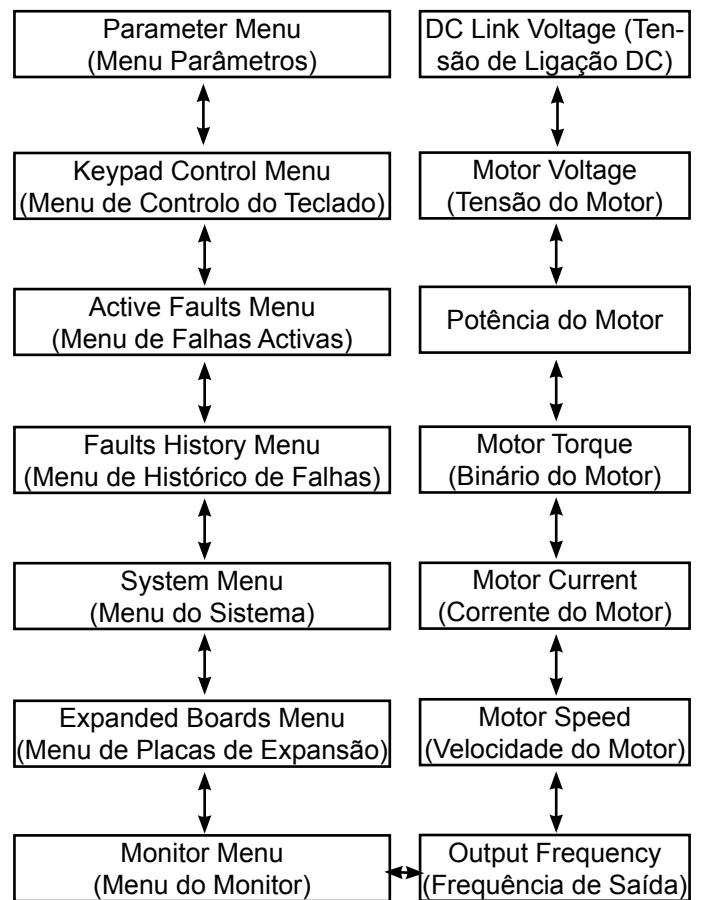 Parameter Menu
(Menu Parâmetros)
Keypad Control Menu
(Menu de Controlo do Teclado)
Active Faults Menu
(Menu de Falhas Activas)
Faults History Menu
(Menu de Histórico de Falhas)
System Menu
(Menu do Sistema)
Expanded Boards Menu
(Menu de Placas de Expansão)
Monitor Menu
(Menu do Monitor)
DC Link Voltage (Ten-
são de Ligação DC)
Motor Voltage
(Tensão do Motor)
Potência do Motor
Motor Torque
(Binário do Motor)
Motor Current
(Corrente do Motor)
Motor Speed
(Velocidade do Motor)
Output Frequency
(Frequência de Saída)